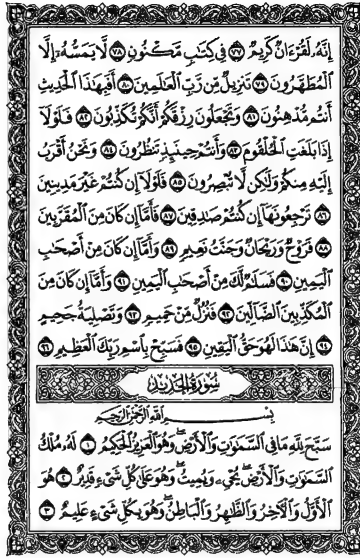 إِنَّهُۥ لَقُرْءَانٌ كَرِيمٌ ٧٧ فِي كِتَٰبٍ مَّكْنُونٍ ٧٨ لَّا يَمَسُّهُۥٓ إِلَّا
ٱلْمُطَهَّرُونَ ٧٩ تَنزِيلٌ مِّن رَّبِّ ٱلْعَٰلَمِينَ ٨٠ أَفَبِهَٰذَا ٱلْحَدِيثِ
أَنتُم مُّدْهِنُونَ ٨١ وَتَجْعَلُونَ رِزْقَكُمْ أَنَّكُمْ تُكَذِّبُونَ ٨٢ فَلَوْلَآ
إِذَا بَلَغَتِ ٱلْحُلْقُومَ ٨٣ وَأَنتُمْ حِينَئِذٍ تَنظُرُونَ ٨٤ وَنَحْنُ أَقْرَبُ
إِلَيْهِ مِنكُمْ وَلَٰكِن لَّا تُبْصِرُونَ ٨٥ فَلَوْلَآ إِن كُنتُمْ غَيْرَ مَدِينِينَ
٨٦ تَرْجِعُونَهَآ إِن كُنتُمْ صَٰدِقِينَ ٨٧ فَأَمَّآ إِن كَانَ مِنَ ٱلْمُقَرَّبِينَ
٨٨ فَرَوْحٌ وَرَيْحَانٌ وَجَنَّتُ نَعِيمٍ ٨٩ وَأَمَّآ إِن كَانَ مِنْ أَصْحَٰبِ
ٱلْيَمِينِ ٩٠ فَسَلَٰمٌ لَّكَ مِنْ أَصْحَٰبِ ٱلْيَمِينِ ٩١ وَأَمَّآ إِن كَانَ مِنَ
ٱلْمُكَذِّبِينَ ٱلضَّآلِّينَ ٩٢ فَنُزُلٌ مِّنْ حَمِيمٍ ٩٣ وَتَصْلِيَةُ جَحِيمٍ
٩٤ إِنَّ هَٰذَا لَهُوَ حَقُّ ٱلْيَقِينِ ٩٥ فَسَبِّحْ بِٱسْمِ رَبِّكَ ٱلْعَظِيمِ ٩٦
سُورَةُ الحَدِيد
بِسْمِ ٱللَّهِ ٱلرَّحْمَٰنِ ٱلرَّحِيمِ
سَبَّحَ لِلَّهِ مَا فِي ٱلسَّمَٰوَٰتِ وَٱلْأَرْضِ وَهُوَ ٱلْعَزِيزُ ٱلْحَكِيمُ ١ لَهُۥ مُلْكُ
ٱلسَّمَٰوَٰتِ وَٱلْأَرْضِ يُحْيِۦ وَيُمِيتُ وَهُوَ عَلَىٰ كُلِّ شَيْءٍ قَدِيرٌ ٢ هُوَ
ٱلْأَوَّلُ وَٱلْءَاخِرُ وَٱلظَّٰهِرُ وَٱلْبَاطِنُ وَهُوَ بِكُلِّ شَيْءٍ عَلِيمٌ ٣